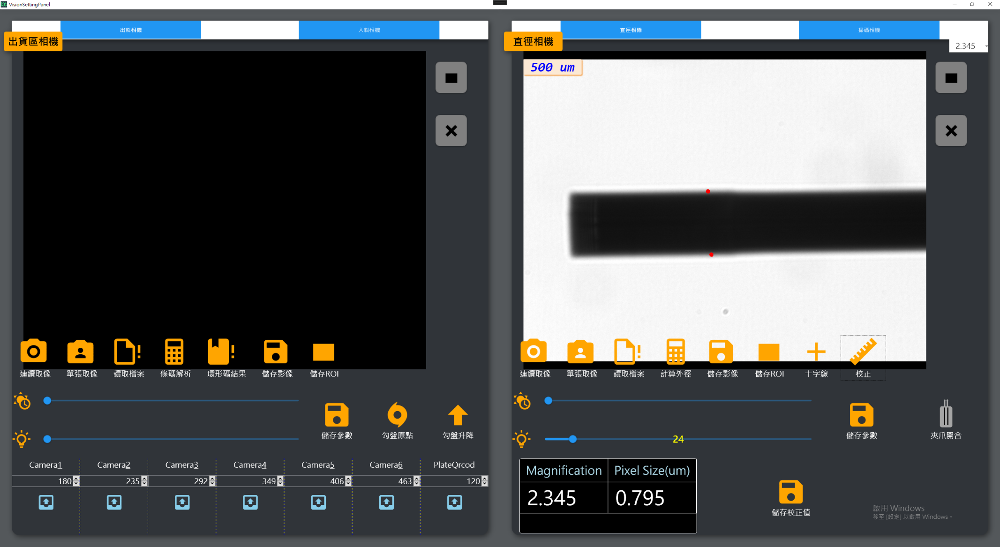 VisionSettingPanel
出料相機
入料相機
出貨區相機
連續取像
單張取像
讀取檔案
條碼解析
環形碼結果
儲存影像
儲存ROI
儲存參數
勾盤原點
勾盤升降
Camera1
Camera2
Camera3
Camera4
Camera5
Camera6
PlateQrcod
180
235
292
349
406
463
120
直徑相機
掃碼相機
直徑相機
2.345
500 um
連續取像
單張取像
讀取檔案
計算外徑
儲存影像
儲存ROI
十字線
校正
24
儲存參數
夾爪開合
Magnification
Pixel Size(um)
2.345
0.795
儲存校正值
啟用 Windows
移至 [設定] 以啟用 Windows。